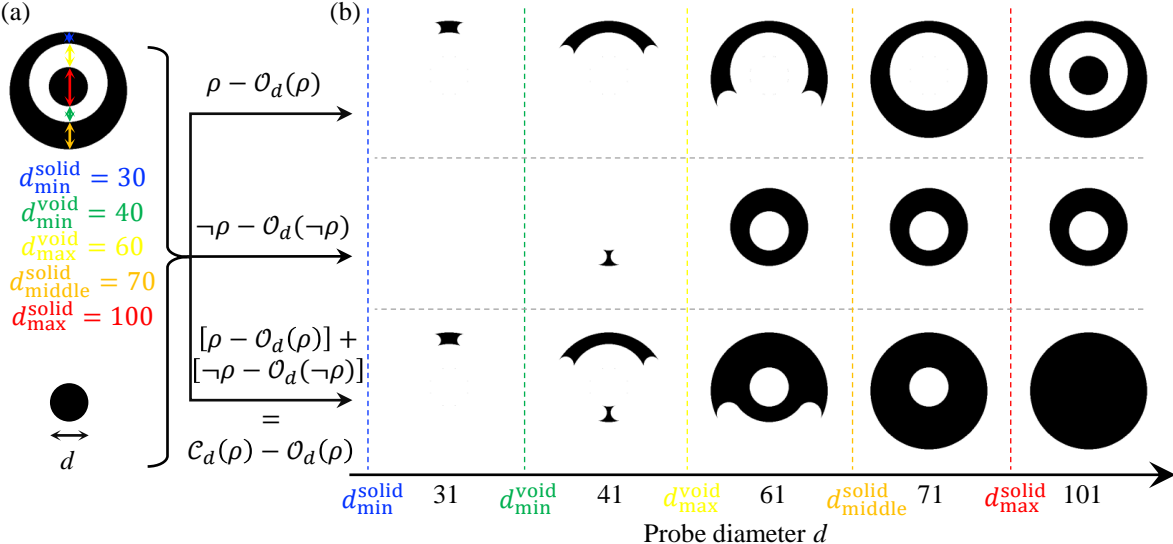 (a)
d_min^solid = 30
d_min^void = 40
d_max^void = 60
d_middle^solid = 70
d_max^solid = 100
d
ρ − 𝒪_d(ρ)
¬ρ − 𝒪_d(¬ρ)
[ρ − 𝒪_d(ρ)] +
[¬ρ − 𝒪_d(¬ρ)]
=
𝒞_d(ρ) − 𝒪_d(ρ)
(b)
d_min^solid 31 d_min^void 41 d_max^void 61 d_middle^solid 71 d_max^solid 101
Probe diameter d